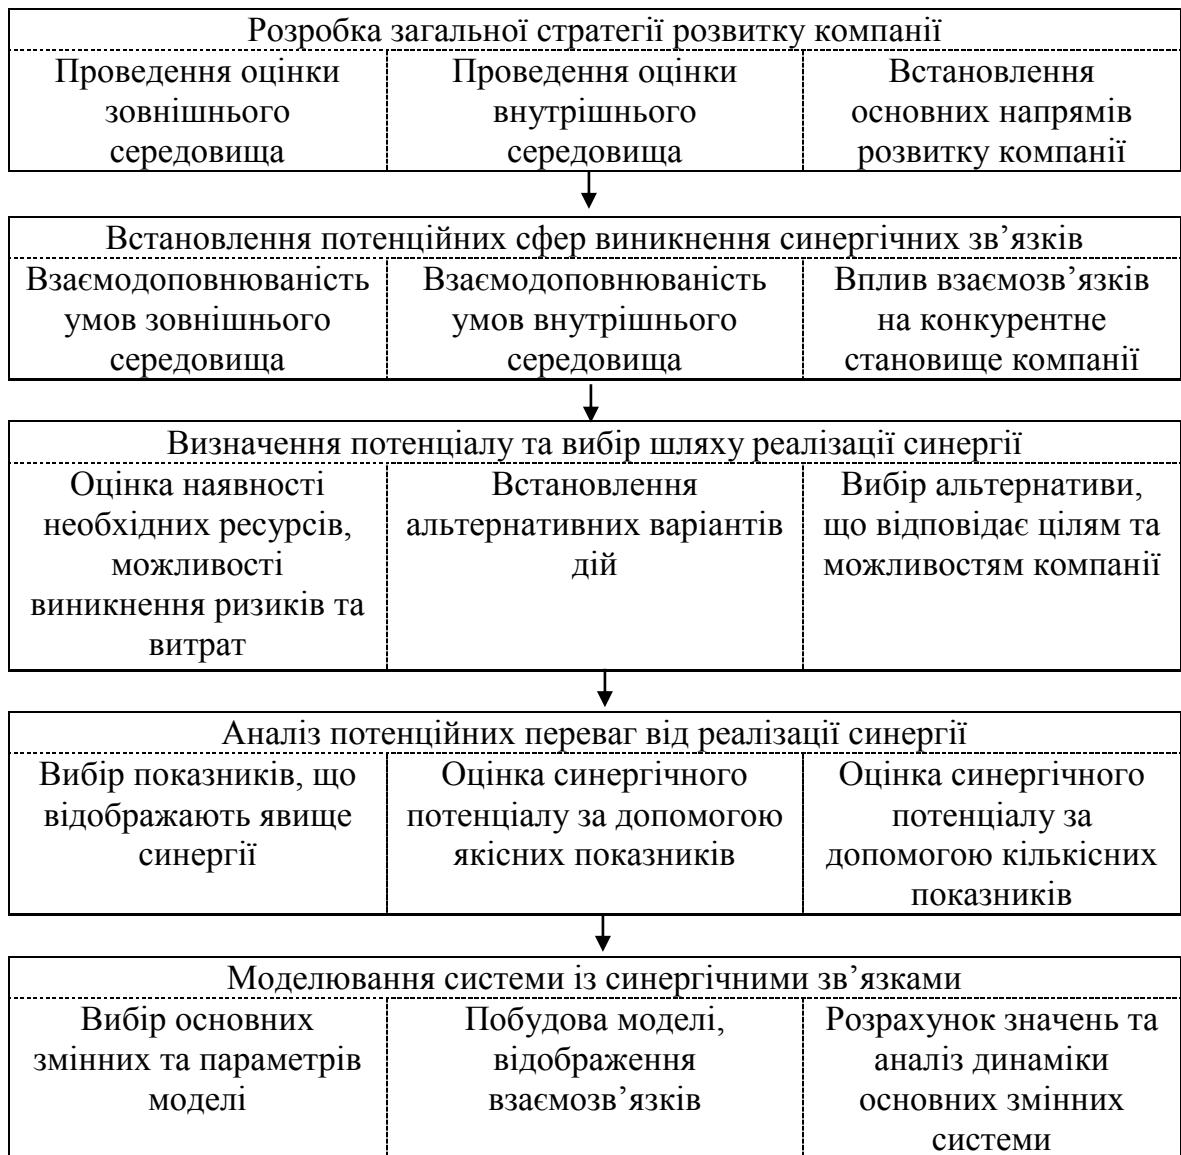 Розробка загальної стратегії розвитку компанії
Проведення оцінки
зовнішнього
середовища
Проведення оцінки
внутрішнього
середовища
Встановлення
основних напрямів
розвитку компанії
Встановлення потенційних сфер виникнення синергічних зв’язків
Взаємодоповнюваність
умов зовнішнього
середовища
Взаємодоповнюваність
умов внутрішнього
середовища
Вплив взаємозв’язків
на конкурентне
становище компанії
Визначення потенціалу та вибір шляху реалізації синергії
Оцінка наявності
необхідних ресурсів,
можливості
виникнення ризиків та
витрат
Встановлення
альтернативних варіантів
дій
Вибір альтернативи,
що відповідає цілям та
можливостям компанії
Аналіз потенційних переваг від реалізації синергії
Вибір показників, що
відображають явище
синергії
Оцінка синергічного
потенціалу за допомогою
якісних показників
Оцінка синергічного
потенціалу за
допомогою кількісних
показників
Моделювання системи із синергічними зв’язками
Вибір основних
змінних та параметрів
моделі
Побудова моделі,
відображення
взаємозв’язків
Розрахунок значень та
аналіз динаміки
основних змінних
системи